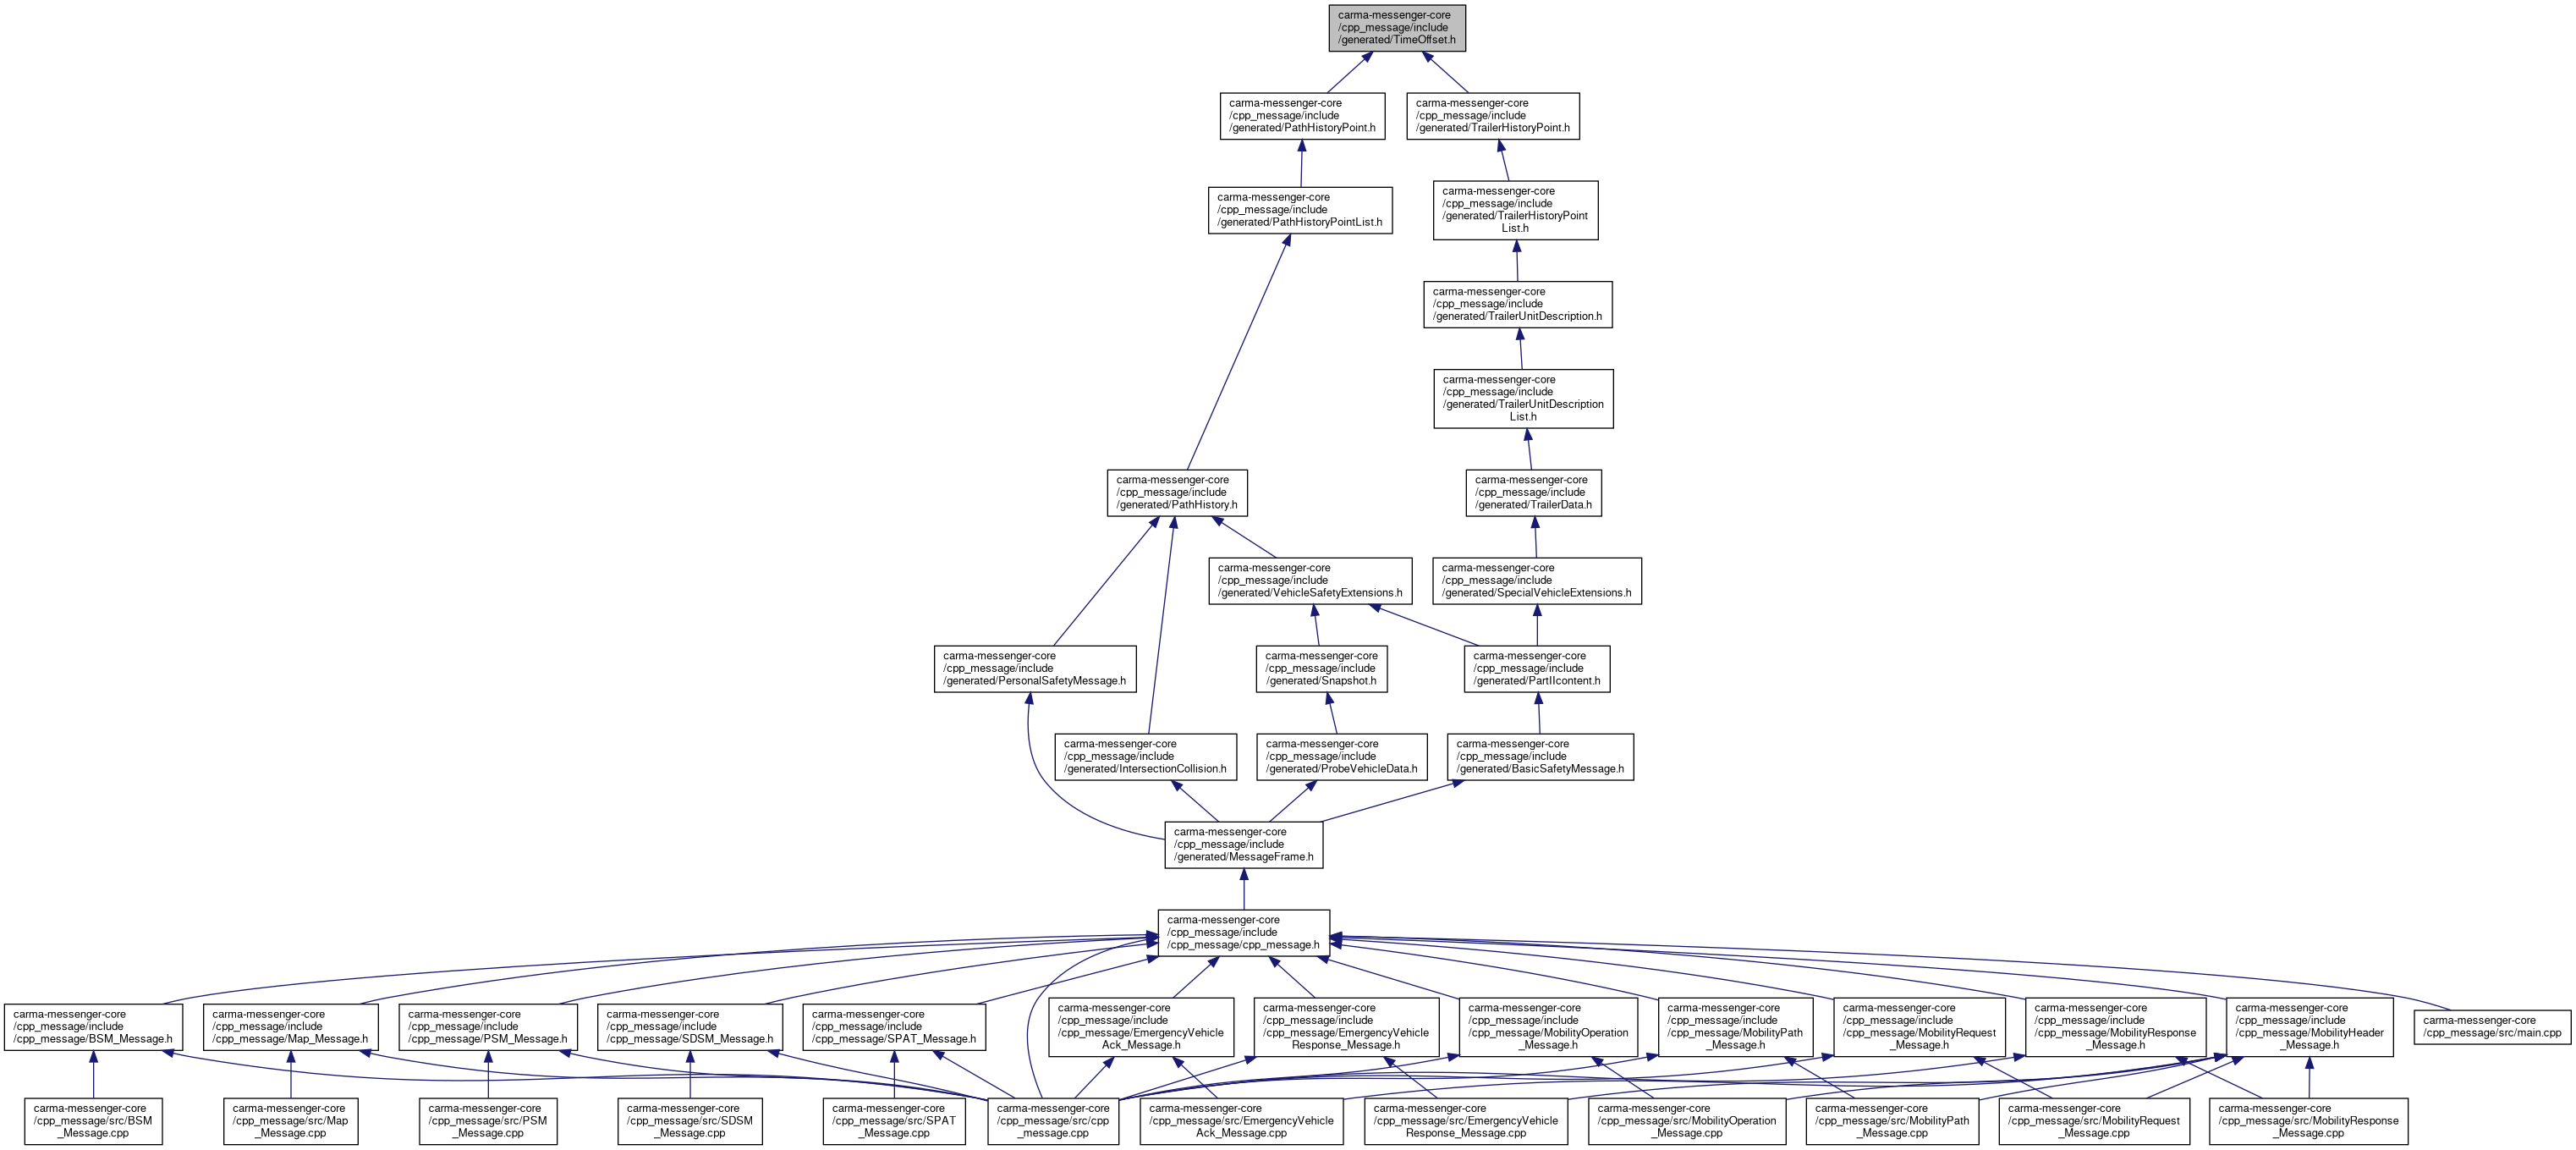 carma-messenger-core
/cpp_message/include
/generated/TimeOffset.h
carma-messenger-core
/cpp_message/include
/generated/PathHistoryPoint.h
carma-messenger-core
/cpp_message/include
/generated/TrailerHistoryPoint.h
carma-messenger-core
/cpp_message/include
/generated/PathHistoryPointList.h
carma-messenger-core
/cpp_message/include
/generated/TrailerHistoryPoint
List.h
carma-messenger-core
/cpp_message/include
/generated/TrailerUnitDescription.h
carma-messenger-core
/cpp_message/include
/generated/TrailerUnitDescription
List.h
carma-messenger-core
/cpp_message/include
/generated/PathHistory.h
carma-messenger-core
/cpp_message/include
/generated/TrailerData.h
carma-messenger-core
/cpp_message/include
/generated/VehicleSafetyExtensions.h
carma-messenger-core
/cpp_message/include
/generated/SpecialVehicleExtensions.h
carma-messenger-core
/cpp_message/include
/generated/PersonalSafetyMessage.h
carma-messenger-core
/cpp_message/include
/generated/Snapshot.h
carma-messenger-core
/cpp_message/include
/generated/PartIIcontent.h
carma-messenger-core
/cpp_message/include
/generated/IntersectionCollision.h
carma-messenger-core
/cpp_message/include
/generated/ProbeVehicleData.h
carma-messenger-core
/cpp_message/include
/generated/BasicSafetyMessage.h
carma-messenger-core
/cpp_message/include
/generated/MessageFrame.h
carma-messenger-core
/cpp_message/include
/cpp_message/cpp_message.h
carma-messenger-core
/cpp_message/include
/cpp_message/BSM_Message.h
carma-messenger-core
/cpp_message/include
/cpp_message/Map_Message.h
carma-messenger-core
/cpp_message/include
/cpp_message/PSM_Message.h
carma-messenger-core
/cpp_message/include
/cpp_message/SDSM_Message.h
carma-messenger-core
/cpp_message/include
/cpp_message/SPAT_Message.h
carma-messenger-core
/cpp_message/include
/cpp_message/EmergencyVehicle
Ack_Message.h
carma-messenger-core
/cpp_message/include
/cpp_message/EmergencyVehicle
Response_Message.h
carma-messenger-core
/cpp_message/include
/cpp_message/MobilityOperation
_Message.h
carma-messenger-core
/cpp_message/include
/cpp_message/MobilityPath
_Message.h
carma-messenger-core
/cpp_message/include
/cpp_message/MobilityRequest
_Message.h
carma-messenger-core
/cpp_message/include
/cpp_message/MobilityResponse
_Message.h
carma-messenger-core
/cpp_message/include
/cpp_message/MobilityHeader
_Message.h
carma-messenger-core
/cpp_message/src/main.cpp
carma-messenger-core
/cpp_message/src/BSM
_Message.cpp
carma-messenger-core
/cpp_message/src/Map
_Message.cpp
carma-messenger-core
/cpp_message/src/PSM
_Message.cpp
carma-messenger-core
/cpp_message/src/SDSM
_Message.cpp
carma-messenger-core
/cpp_message/src/SPAT
_Message.cpp
carma-messenger-core
/cpp_message/src/cpp
_message.cpp
carma-messenger-core
/cpp_message/src/EmergencyVehicle
Ack_Message.cpp
carma-messenger-core
/cpp_message/src/EmergencyVehicle
Response_Message.cpp
carma-messenger-core
/cpp_message/src/MobilityOperation
_Message.cpp
carma-messenger-core
/cpp_message/src/MobilityPath
_Message.cpp
carma-messenger-core
/cpp_message/src/MobilityRequest
_Message.cpp
carma-messenger-core
/cpp_message/src/MobilityResponse
_Message.cpp